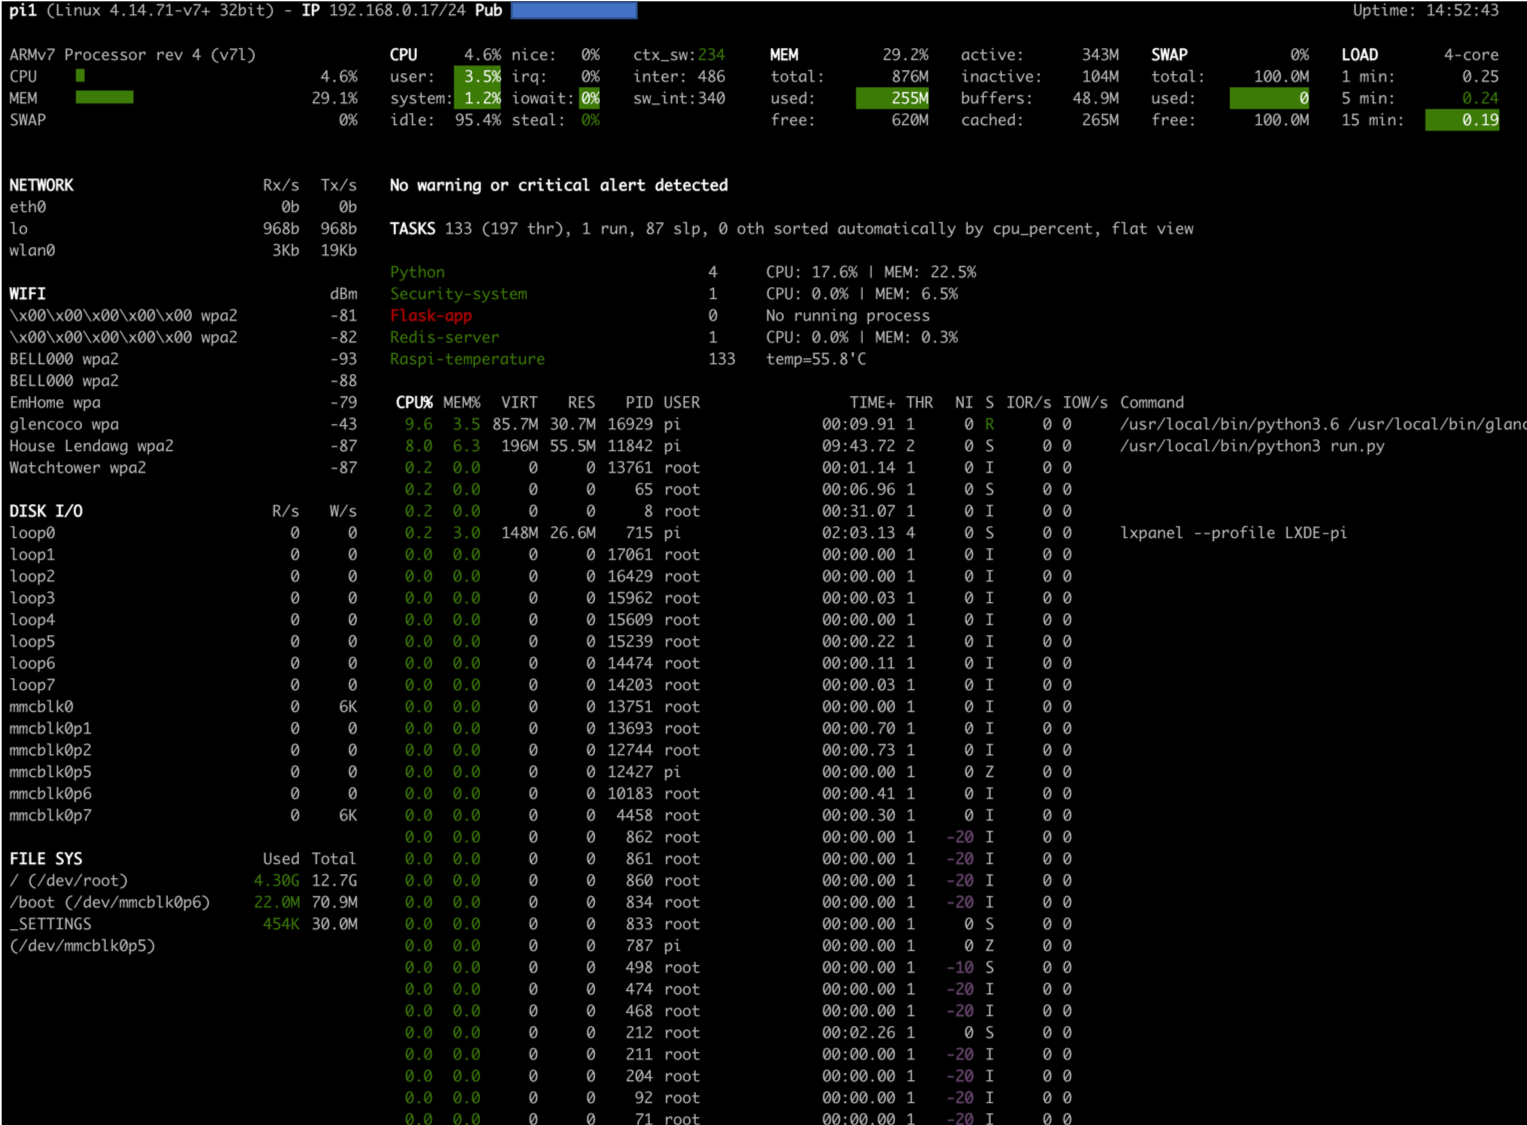 pi1 (Linux 4.14.71-v7+ 32bit) - IP 192.168.0.17/24 Pub Uptime: 14:52:43
ARMv7 Processor rev 4 (v7l) CPU 4.6% nice: 0% ctx_sw:234 MEM 29.2% active: 343M SWAP 0% LOAD 4-core
CPU 4.6% user: 3.5% irq: 0% inter: 486 total: 876M inactive: 104M total: 100.0M 1 min: 0.25
MEM 29.1% system: 1.2% iowait: 0% sw_int:340 used: 255M buffers: 48.9M used: 0 5 min: 0.24
SWAP 0% idle: 95.4% steal: 0% free: 620M cached: 265M free: 100.0M 15 min: 0.19
NETWORK Rx/s Tx/s
eth0 0b 0b
lo 968b 968b
wlan0 3Kb 19Kb
WIFI dBm
\x00\x00\x00\x00\x00 wpa2 -81
\x00\x00\x00\x00\x00 wpa2 -82
BELL000 wpa2 -93
BELL000 wpa2 -88
EmHome wpa -79
glencoco wpa -43
House Lendawg wpa2 -87
Watchtower wpa2 -87
DISK I/O R/s W/s
loop0 0 0
loop1 0 0
loop2 0 0
loop3 0 0
loop4 0 0
loop5 0 0
loop6 0 0
loop7 0 0
mmcblk0 0 6K
mmcblk0p1 0 0
mmcblk0p2 0 0
mmcblk0p5 0 0
mmcblk0p6 0 0
mmcblk0p7 0 6K
FILE SYS Used Total
/ (/dev/root) 4.30G 12.7G
/boot (/dev/mmcblk0p6) 22.0M 70.9M
_SETTINGS 454K 30.0M
(/dev/mmcblk0p5)
No warning or critical alert detected
TASKS 133 (197 thr), 1 run, 87 slp, 0 oth sorted automatically by cpu_percent, flat view
Python 4 CPU: 17.6% | MEM: 22.5%
Security-system 1 CPU: 0.0% | MEM: 6.5%
Flask-app 0 No running process
Redis-server 1 CPU: 0.0% | MEM: 0.3%
Raspi-temperature 133 temp=55.8'C
CPU% MEM% VIRT RES PID USER TIME+ THR NI S IOR/s IOW/s Command
9.6 3.5 85.7M 30.7M 16929 pi 00:09.91 1 0 R 0 0 /usr/local/bin/python3.6 /usr/local/bin/glanc
8.0 6.3 196M 55.5M 11842 pi 09:43.72 2 0 S 0 0 /usr/local/bin/python3 run.py
0.2 0.0 0 0 13761 root 00:01.14 1 0 I 0 0
0.2 0.0 0 0 65 root 00:06.96 1 0 S 0 0
0.2 0.0 0 0 8 root 00:31.07 1 0 I 0 0
0.2 3.0 148M 26.6M 715 pi 02:03.13 4 0 S 0 0 lxpanel --profile LXDE-pi
0.0 0.0 0 0 17061 root 00:00.00 1 0 I 0 0
0.0 0.0 0 0 16429 root 00:00.00 1 0 I 0 0
0.0 0.0 0 0 15962 root 00:00.03 1 0 I 0 0
0.0 0.0 0 0 15609 root 00:00.00 1 0 I 0 0
0.0 0.0 0 0 15239 root 00:00.22 1 0 I 0 0
0.0 0.0 0 0 14474 root 00:00.11 1 0 I 0 0
0.0 0.0 0 0 14203 root 00:00.03 1 0 I 0 0
0.0 0.0 0 0 13751 root 00:00.00 1 0 I 0 0
0.0 0.0 0 0 13693 root 00:00.70 1 0 I 0 0
0.0 0.0 0 0 12744 root 00:00.73 1 0 I 0 0
0.0 0.0 0 0 12427 pi 00:00.00 1 0 Z 0 0
0.0 0.0 0 0 10183 root 00:00.41 1 0 I 0 0
0.0 0.0 0 0 4458 root 00:00.30 1 0 I 0 0
0.0 0.0 0 0 862 root 00:00.00 1 -20 I 0 0
0.0 0.0 0 0 861 root 00:00.00 1 -20 I 0 0
0.0 0.0 0 0 860 root 00:00.00 1 -20 I 0 0
0.0 0.0 0 0 834 root 00:00.00 1 -20 I 0 0
0.0 0.0 0 0 833 root 00:00.00 1 0 S 0 0
0.0 0.0 0 0 787 pi 00:00.00 1 0 Z 0 0
0.0 0.0 0 0 498 root 00:00.00 1 -10 S 0 0
0.0 0.0 0 0 474 root 00:00.00 1 -20 I 0 0
0.0 0.0 0 0 468 root 00:00.00 1 -20 I 0 0
0.0 0.0 0 0 212 root 00:02.26 1 0 S 0 0
0.0 0.0 0 0 211 root 00:00.00 1 -20 I 0 0
0.0 0.0 0 0 204 root 00:00.00 1 -20 I 0 0
0.0 0.0 0 0 92 root 00:00.00 1 -20 I 0 0
0.0 0.0 0 0 71 root 00:00.00 1 -20 I 0 0